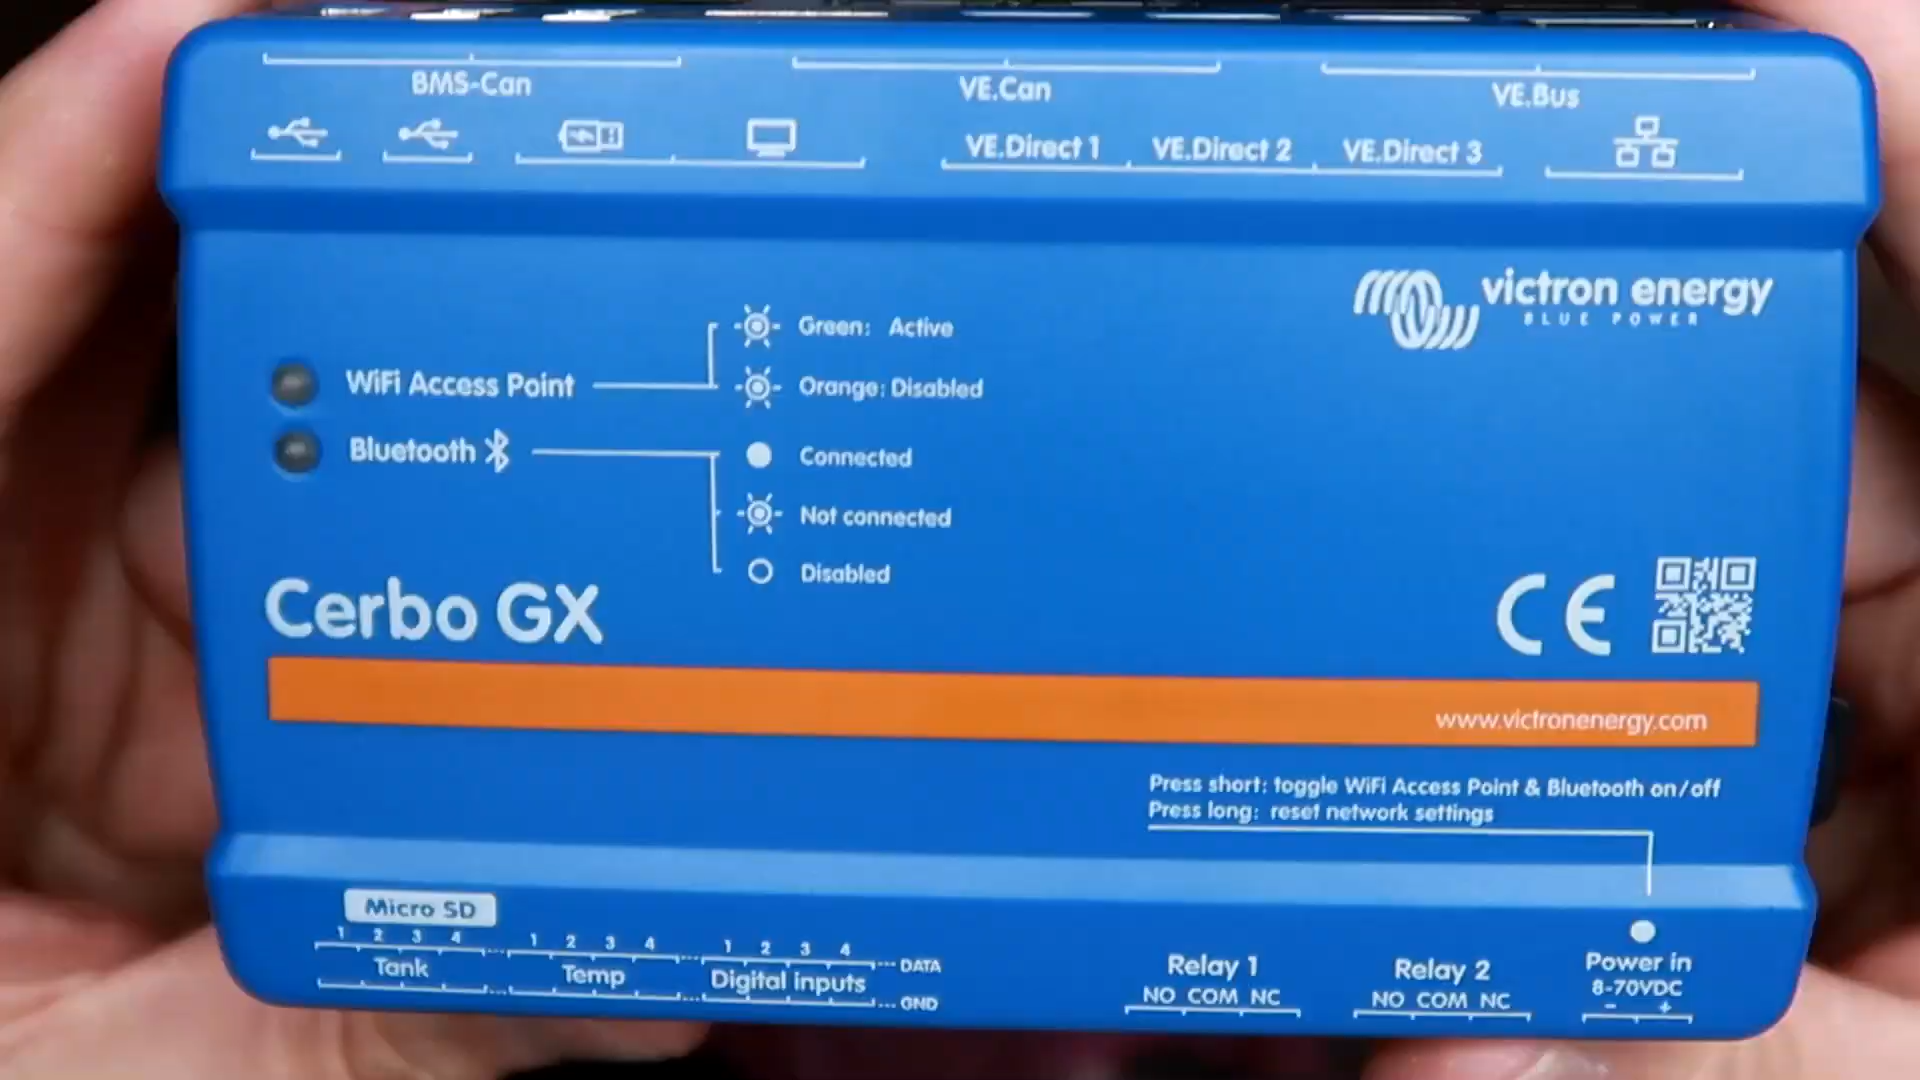 BMS-Can
VE.Can
VE.Bus
VE.Direct 1
VE.Direct 2
VE.Direct 3
victron energy
BLUE POWER
WiFi Access Point
Green: Active
Orange: Disabled
Bluetooth
Connected
Not connected
Disabled
Cerbo GX
CE
www.victronenergy.com
Press short: toggle WiFi Access Point & Bluetooth on/off
Press long: reset network settings
Micro SD
1 2 3 4
Tank
1 2 3 4
Temp
1 2 3 4
Digital inputs
DATA
GND
Relay 1
NO COM NC
Relay 2
NO COM NC
Power in
8-70VDC
- +